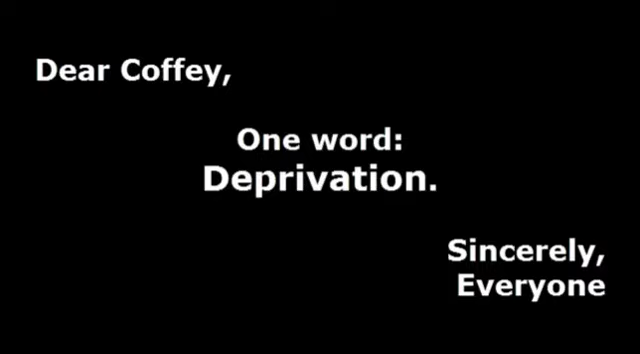 Dear Coffey,
One word:
Deprivation.
Sincerely,
Everyone